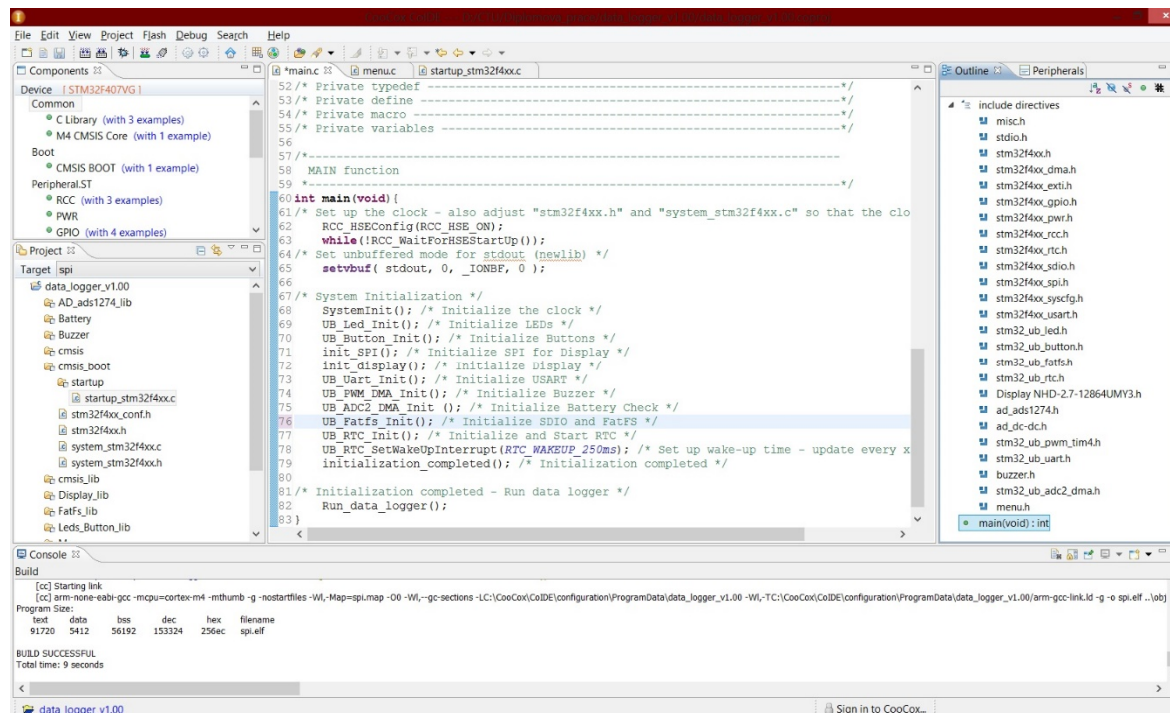 File Edit View Project Flash Debug Search Help
Components
Device [ STM32F407VG ]
Common
C Library (with 3 examples)
M4 CMSIS Core (with 1 example)
Boot
CMSIS BOOT (with 1 example)
Peripheral.ST
RCC (with 3 examples)
PWR
GPIO (with 4 examples)
Project
Target spi
data_logger_v1.00
AD_ads1274_lib
Battery
Buzzer
cmsis
cmsis_boot
startup
startup_stm32f4xx.c
stm32f4xx_conf.h
stm32f4xx.h
system_stm32f4xx.c
system_stm32f4xx.h
cmsis_lib
Display_lib
FatFs_lib
Leds_Button_lib
*main.c menu.c startup_stm32f4xx.c
52 /* Private typedef -----------------------------------------------------------*/
53 /* Private define ------------------------------------------------------------*/
54 /* Private macro -------------------------------------------------------------*/
55 /* Private variables ---------------------------------------------------------*/
56
57 /*-----------------------------------------------------------------------------
58 MAIN function
59 *-----------------------------------------------------------------------------*/
60 int main(void){
61 /* Set up the clock - also adjust "stm32f4xx.h" and "system_stm32f4xx.c" so that the clo
62 RCC_HSEConfig(RCC_HSE_ON);
63 while(!RCC_WaitForHSEStartUp());
64 /* Set unbuffered mode for stdout (newlib) */
65 setvbuf( stdout, 0, _IONBF, 0 );
66
67 /* System Initialization */
68 SystemInit(); /* Initialize the clock */
69 UB_Led_Init(); /* Initialize LEDs */
70 UB_Button_Init(); /* Initialize Buttons */
71 init_SPI(); /* Initialize SPI for Display */
72 init_display(); /* Initialize Display */
73 UB_Uart_Init(); /* Initialize USART */
74 UB_PWM_DMA_Init(); /* Initialize Buzzer */
75 UB_ADC2_DMA_Init (); /* Initialize Battery Check */
76 UB_Fatfs_Init(); /* Initialize SDIO and FatFS */
77 UB_RTC_Init(); /* Initialize and Start RTC */
78 UB_RTC_SetWakeUpInterrupt(RTC_WAKEUP_250ms); /* Set up wake-up time - update every x
79 initialization_completed(); /* Initialization completed */
80
81 /* Initialization completed - Run data logger */
82 Run_data_logger();
83 }
Outline Peripherals
include directives
misc.h
stdio.h
stm32f4xx.h
stm32f4xx_dma.h
stm32f4xx_exti.h
stm32f4xx_gpio.h
stm32f4xx_pwr.h
stm32f4xx_rcc.h
stm32f4xx_rtc.h
stm32f4xx_sdio.h
stm32f4xx_spi.h
stm32f4xx_syscfg.h
stm32f4xx_usart.h
stm32_ub_led.h
stm32_ub_button.h
stm32_ub_fatfs.h
stm32_ub_rtc.h
Display NHD-2.7-12864UMY3.h
ad_ads1274.h
ad_dc-dc.h
stm32_ub_pwm_tim4.h
stm32_ub_uart.h
buzzer.h
stm32_ub_adc2_dma.h
menu.h
main(void) : int
Console
Build
[cc] Starting link
[cc] arm-none-eabi-gcc -mcpu=cortex-m4 -mthumb -g -nostartfiles -Wl,-Map=spi.map -O0 -Wl,--gc-sections -LC:\CooCox\CoIDE\configuration\ProgramData\data_logger_v1.00 -Wl,-TC:\CooCox\CoIDE\configuration\ProgramData\data_logger_v1.00/arm-gcc-link.ld -g -o spi.elf ..\obj
Program Size:
text data bss dec hex filename
91720 5412 56192 153324 256ec spi.elf
BUILD SUCCESSFUL
Total time: 9 seconds
data_logger_v1.00
Sign in to CooCox...